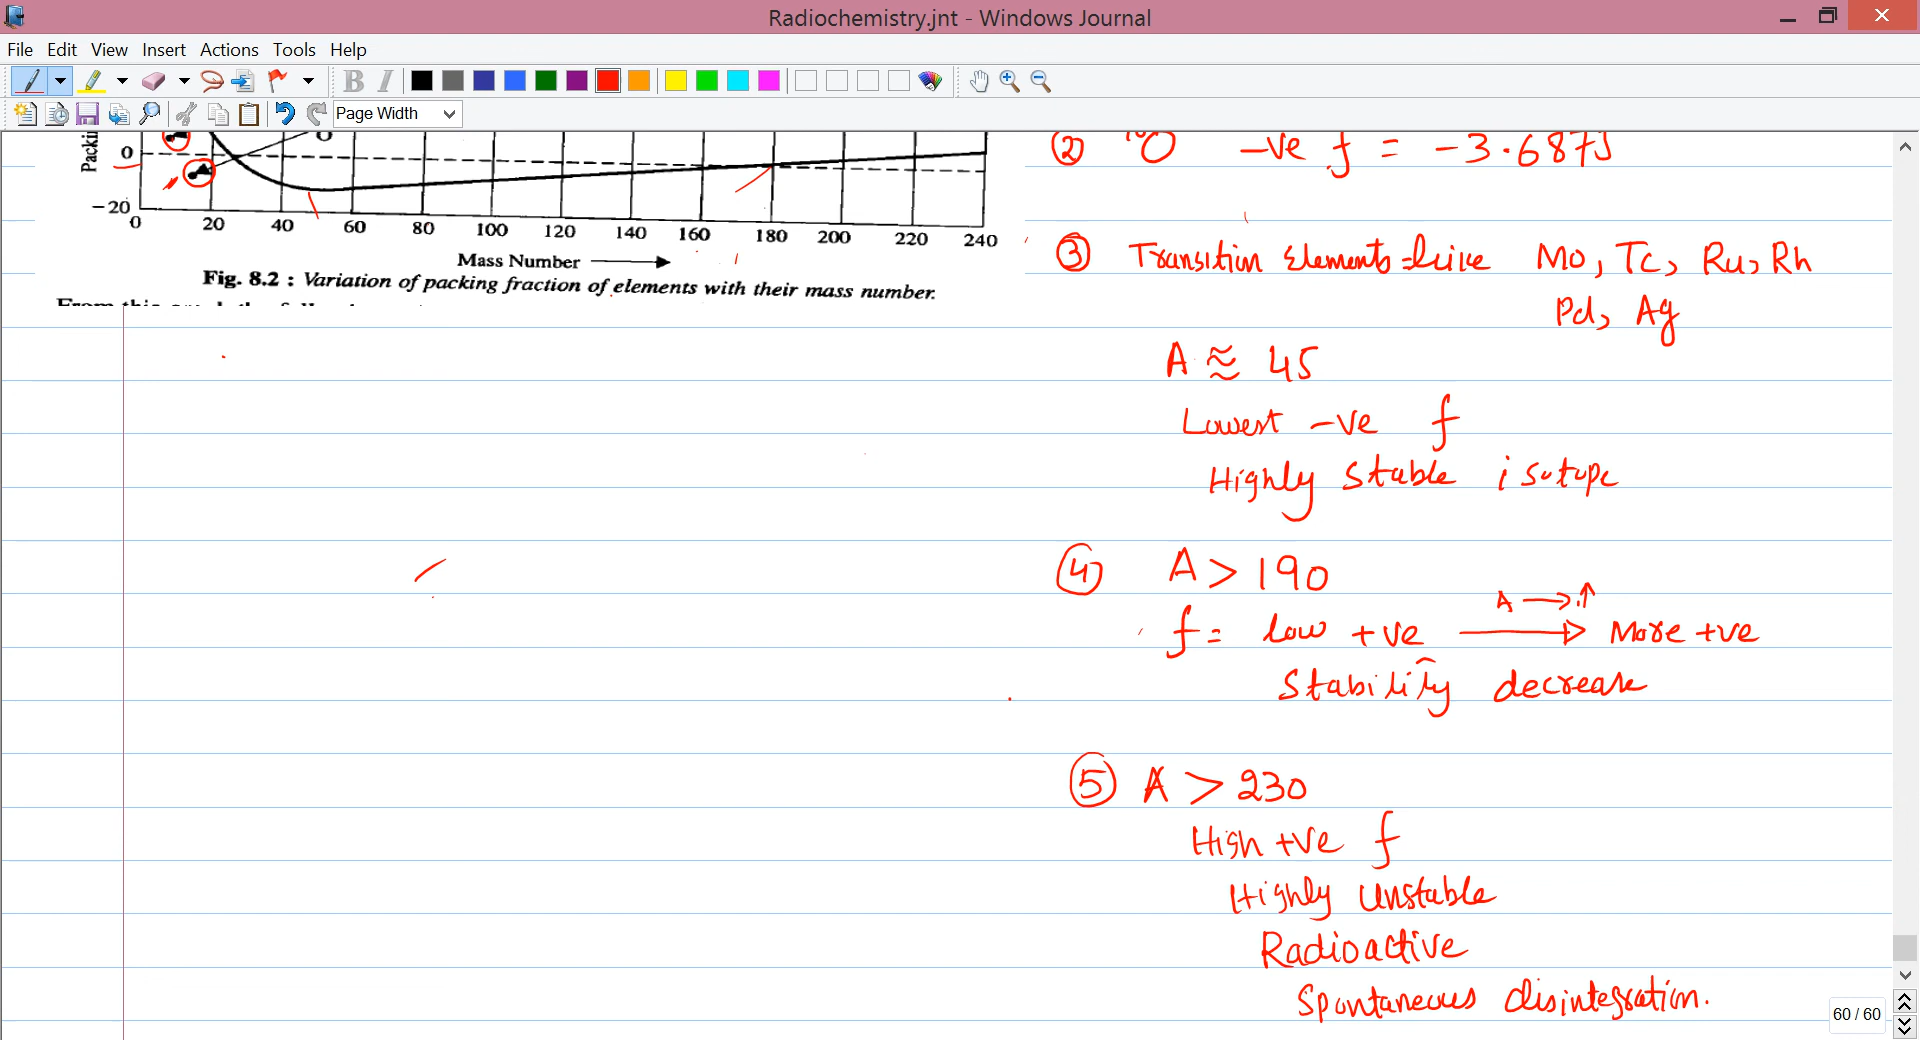 Radiochemistry.jnt - Windows Journal
File Edit View Insert Actions Tools Help
B I
Page Width
Packi
0
-20
0 20 40 60 80 100 120 140 160 180 200 220 240
Mass Number
Fig. 8.2 : Variation of packing fraction of elements with their mass number.
② -ve f = -3.6875
③ Transition Elements Mo, Tc, Ru, Rh
Pd, Ag
A ≈ 45
Lowest -ve f
Highly stable isotope
④ A > 190
A → ↑
f = low +ve → More +ve
Stability decrease
⑤ A > 230
High +ve f
Highly Unstable
Radioactive
Spontaneous disintegration.
60 / 60